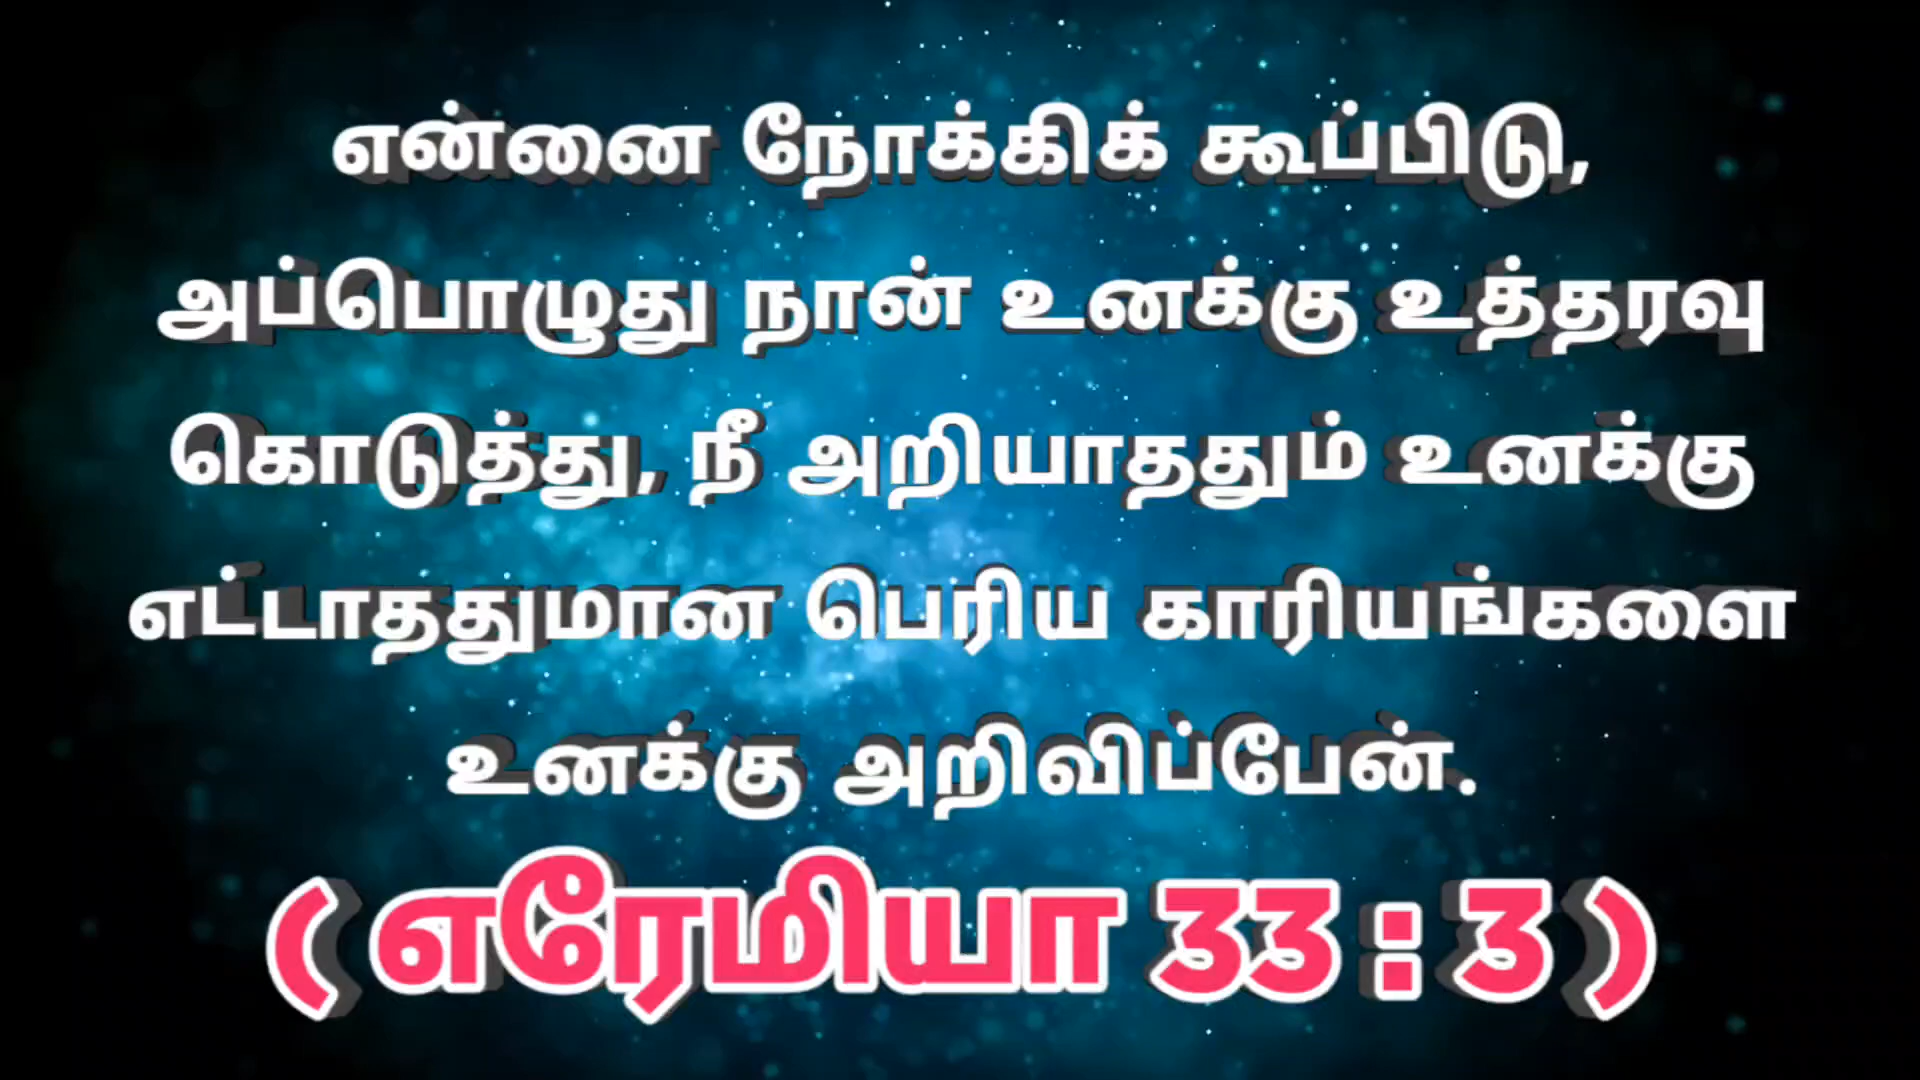 என்னை நோக்கிக் கூப்பிடு,
அப்பொழுது நான் உனக்கு உத்தரவு
கொடுத்து, நீ அறியாததும் உனக்கு
எட்டாததுமான பெரிய காரியங்களை
உனக்கு அறிவிப்பேன்.
( எரேமியா 33 : 3 )